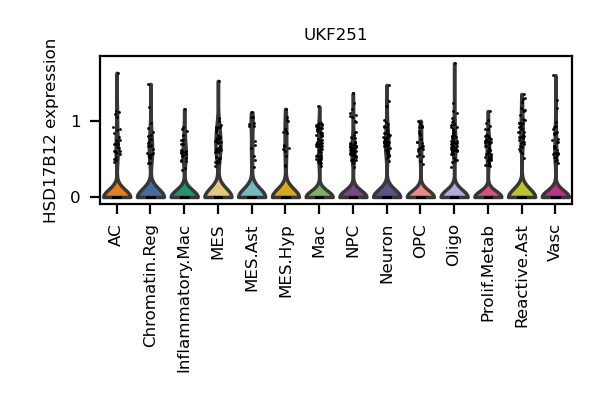 UKF251
HSD17B12 expression
1
0
AC
Chromatin.Reg
Inflammatory.Mac
MES
MES.Ast
MES.Hyp
Mac
NPC
Neuron
OPC
Oligo
Prolif.Metab
Reactive.Ast
Vasc